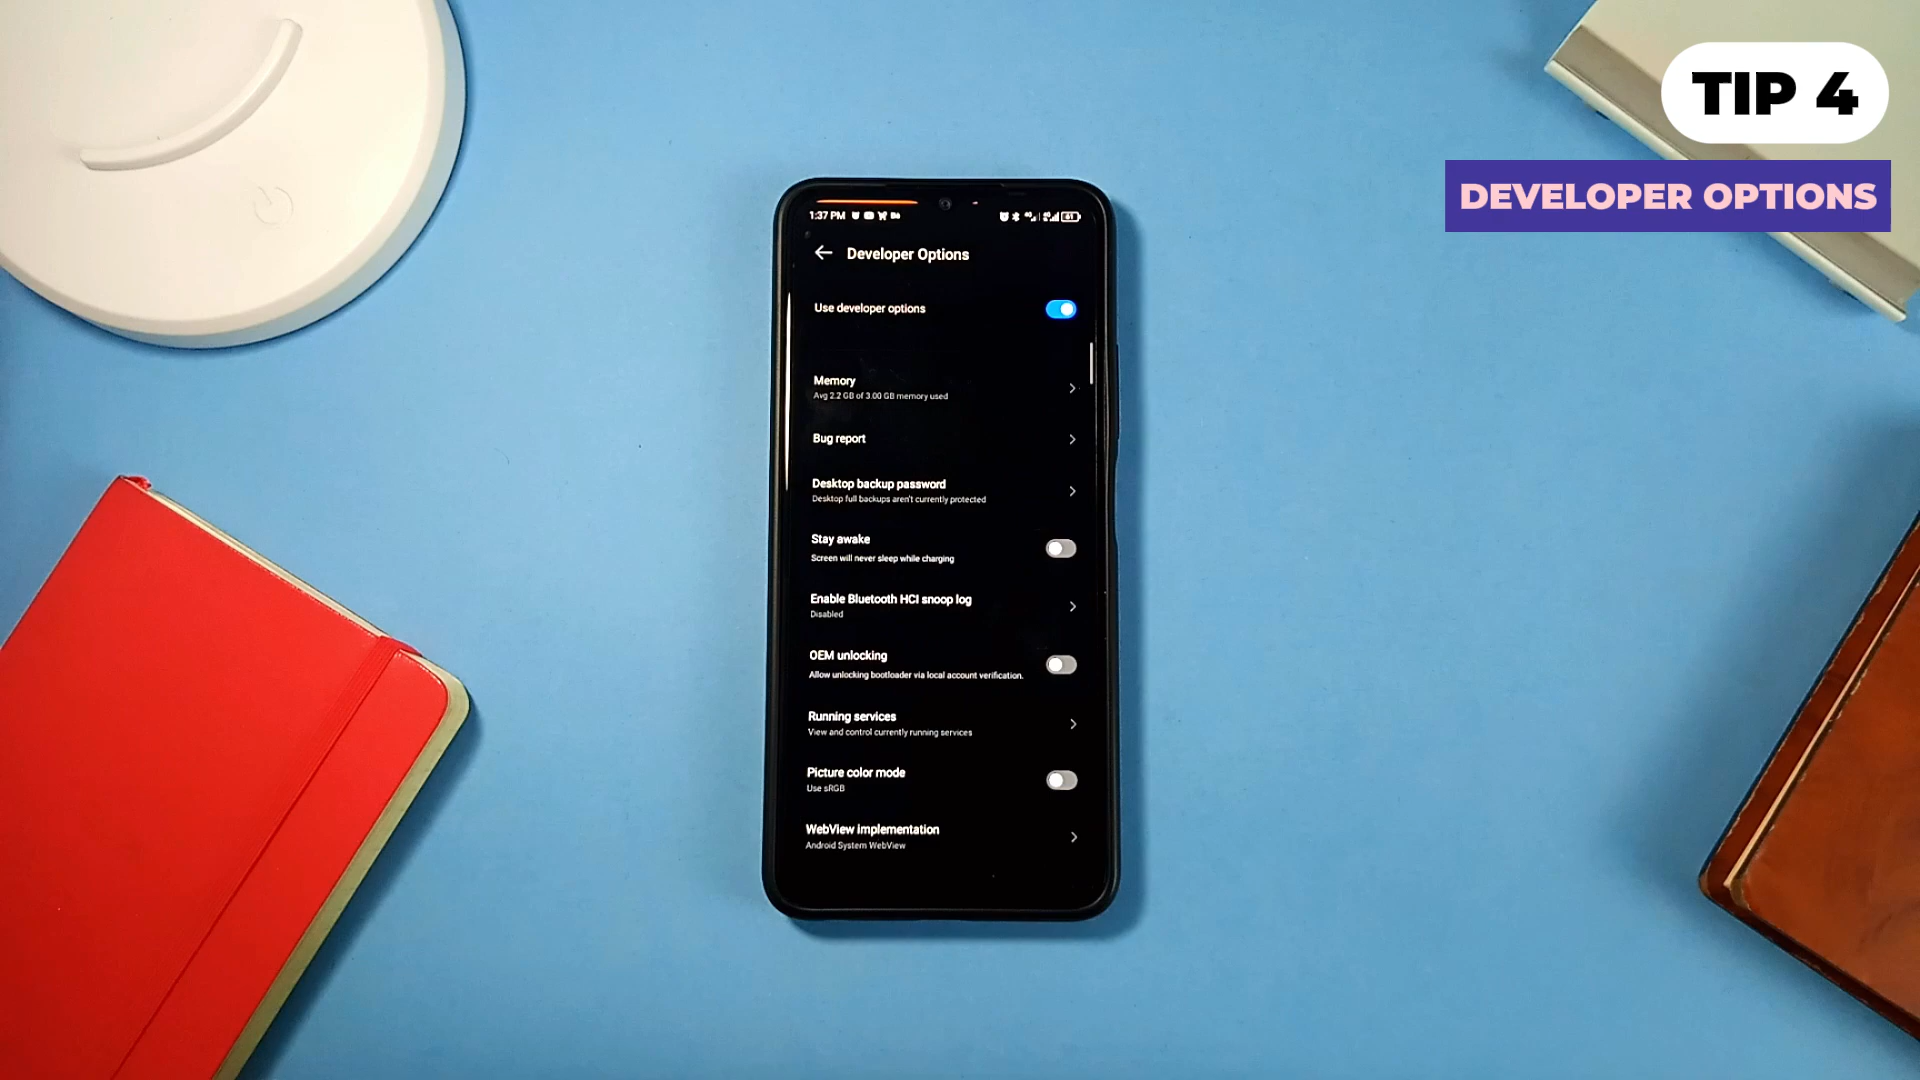 TIP 4
DEVELOPER OPTIONS
1:37 PM
61
Developer Options
Use developer options
Memory
Avg 2.2 GB of 3.00 GB memory used
Bug report
Desktop backup password
Desktop full backups aren't currently protected
Stay awake
Screen will never sleep while charging
Enable Bluetooth HCI snoop log
Disabled
OEM unlocking
Allow unlocking bootloader via local account verification.
Running services
View and control currently running services
Picture color mode
Use sRGB
WebView implementation
Android System WebView